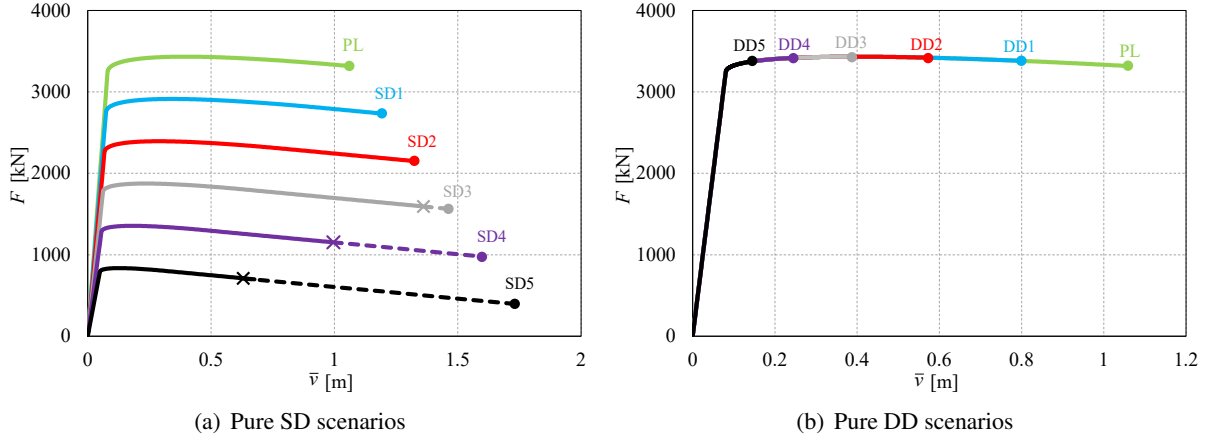 4000
3000
2000
1000
0
F [kN]
PL
SD1
SD2
SD3
SD4
SD5
0 0.5 1 1.5 2
v̄ [m]
(a) Pure SD scenarios
4000
3000
2000
1000
0
F [kN]
DD5 DD4 DD3 DD2 DD1 PL
0 0.2 0.4 0.6 0.8 1 1.2
v̄ [m]
(b) Pure DD scenarios